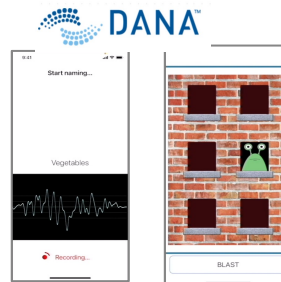 DANA™
9:41
Start naming...
Vegetables
Recording...
BLAST